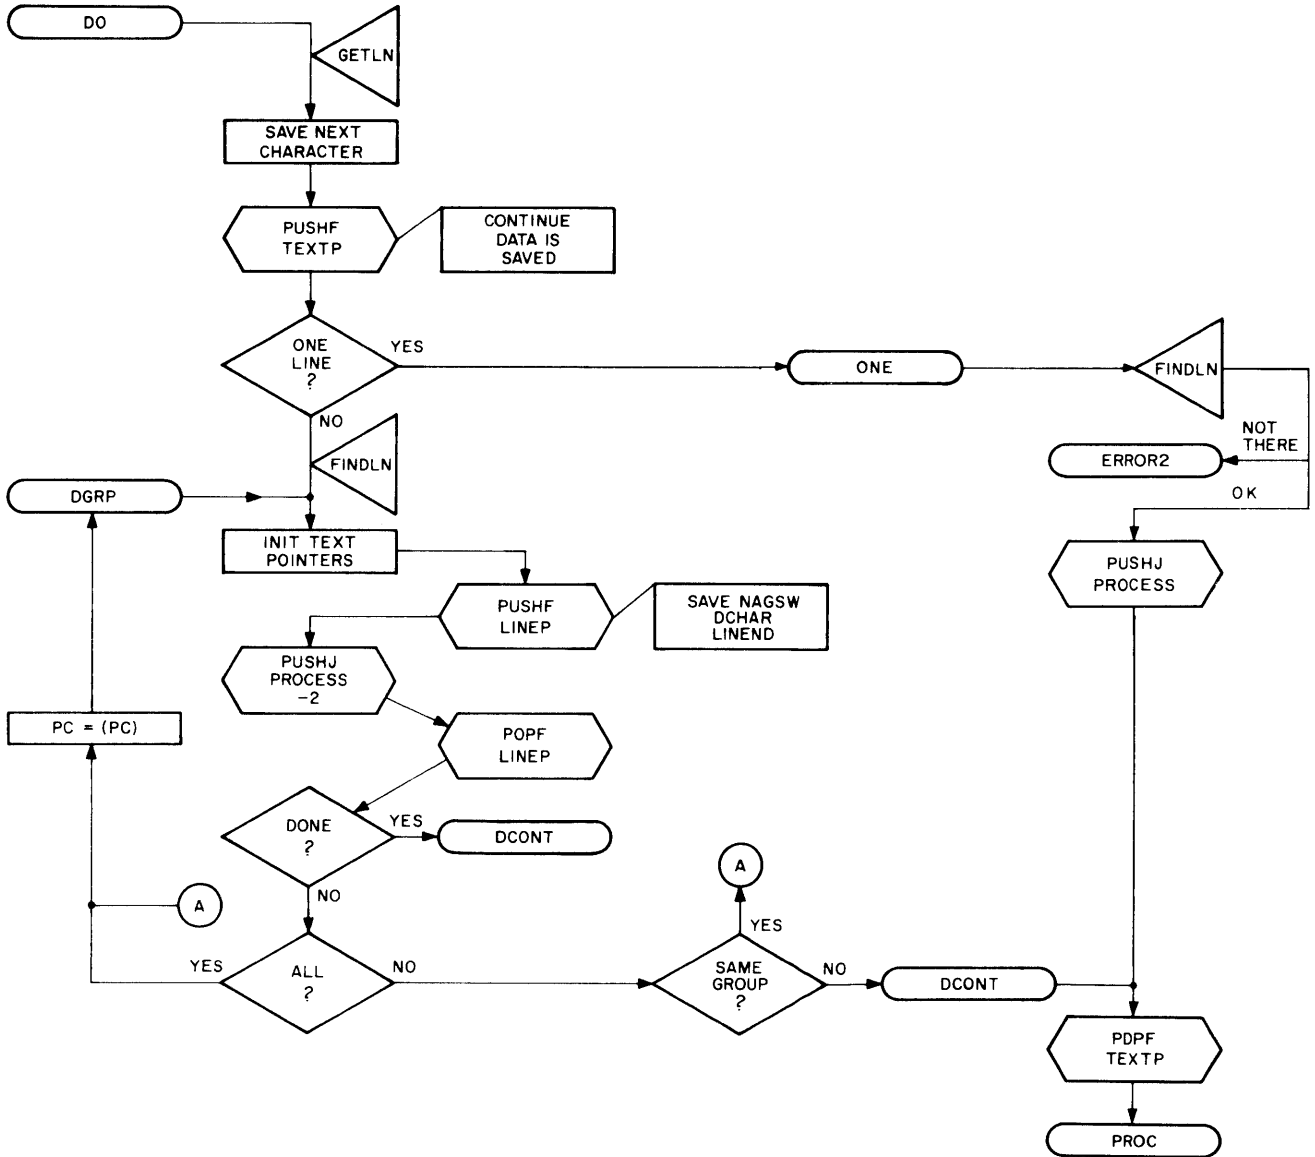 DO
GETLN
SAVE NEXT
CHARACTER
PUSHF
TEXTP
CONTINUE
DATA IS
SAVED
ONE
LINE
?
YES
ONE
FINDLN
NO
NOT
THERE
ERROR2
OK
FINDLN
DGRP
INIT TEXT
POINTERS
PUSHJ
PROCESS
PUSHF
LINEP
SAVE NAGSW
DCHAR
LINEND
PUSHJ
PROCESS
-2
PC = (PC)
POPF
LINEP
DONE
?
YES
DCONT
NO
A
A
YES
ALL
?
YES
NO
SAME
GROUP
?
NO
DCONT
PDPF
TEXTP
PROC